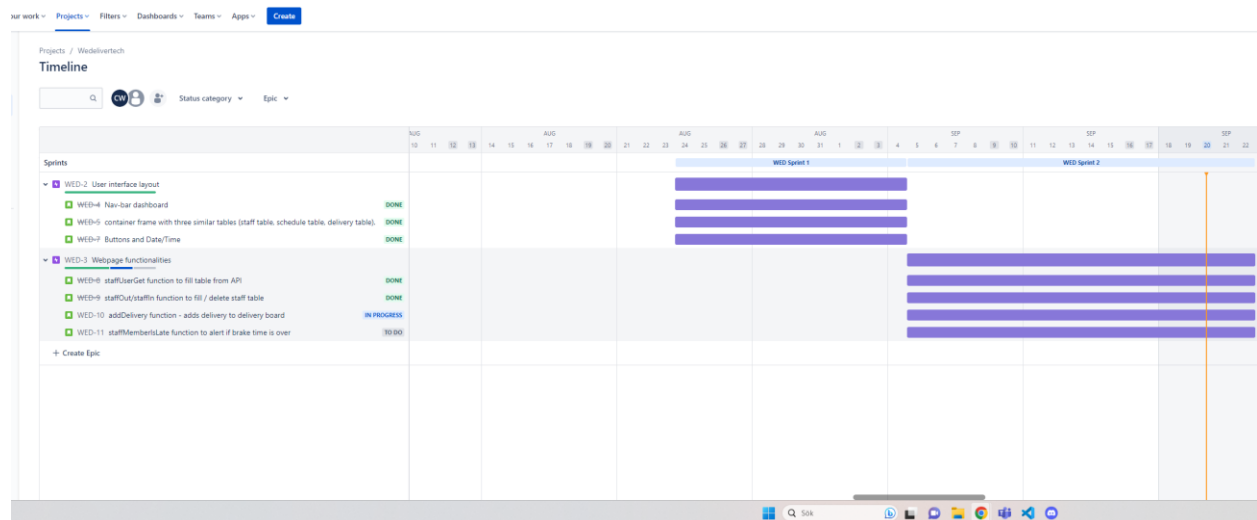 our work Projects Filters Dashboards Teams Apps Create
Projects / Wedelivertech
Timeline
CW Status category Epic
AUG AUG AUG AUG SEP SEP SEP
10 11 12 13 14 15 16 17 18 19 20 21 22 23 24 25 26 27 28 29 30 31 1 2 3 4 5 6 7 8 9 10 11 12 13 14 15 16 17 18 19 20 21 22
Sprints WED Sprint 1 WED Sprint 2
WED-2 User interface layout
WED-4 Nav-bar dashboard DONE
WED-5 container frame with three similar tables (staff table, schedule table, delivery table). DONE
WED-7 Buttons and Date/Time DONE
WED-3 Webpage functionalities
WED-8 staffUserGet function to fill table from API DONE
WED-9 staffOut/staffIn function to fill / delete staff table DONE
WED-10 addDelivery function - adds delivery to delivery board IN PROGRESS
WED-11 staffMemberIsLate function to alert if brake time is over TO DO
+ Create Epic
Sök